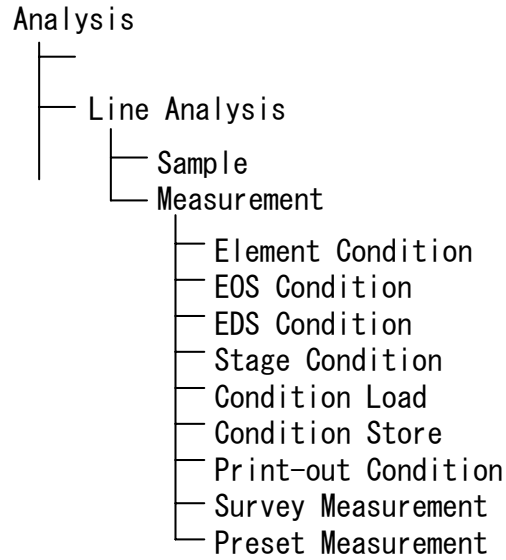 Analysis
Line Analysis
Sample
Measurement
Element Condition
EOS Condition
EDS Condition
Stage Condition
Condition Load
Condition Store
Print-out Condition
Survey Measurement
Preset Measurement